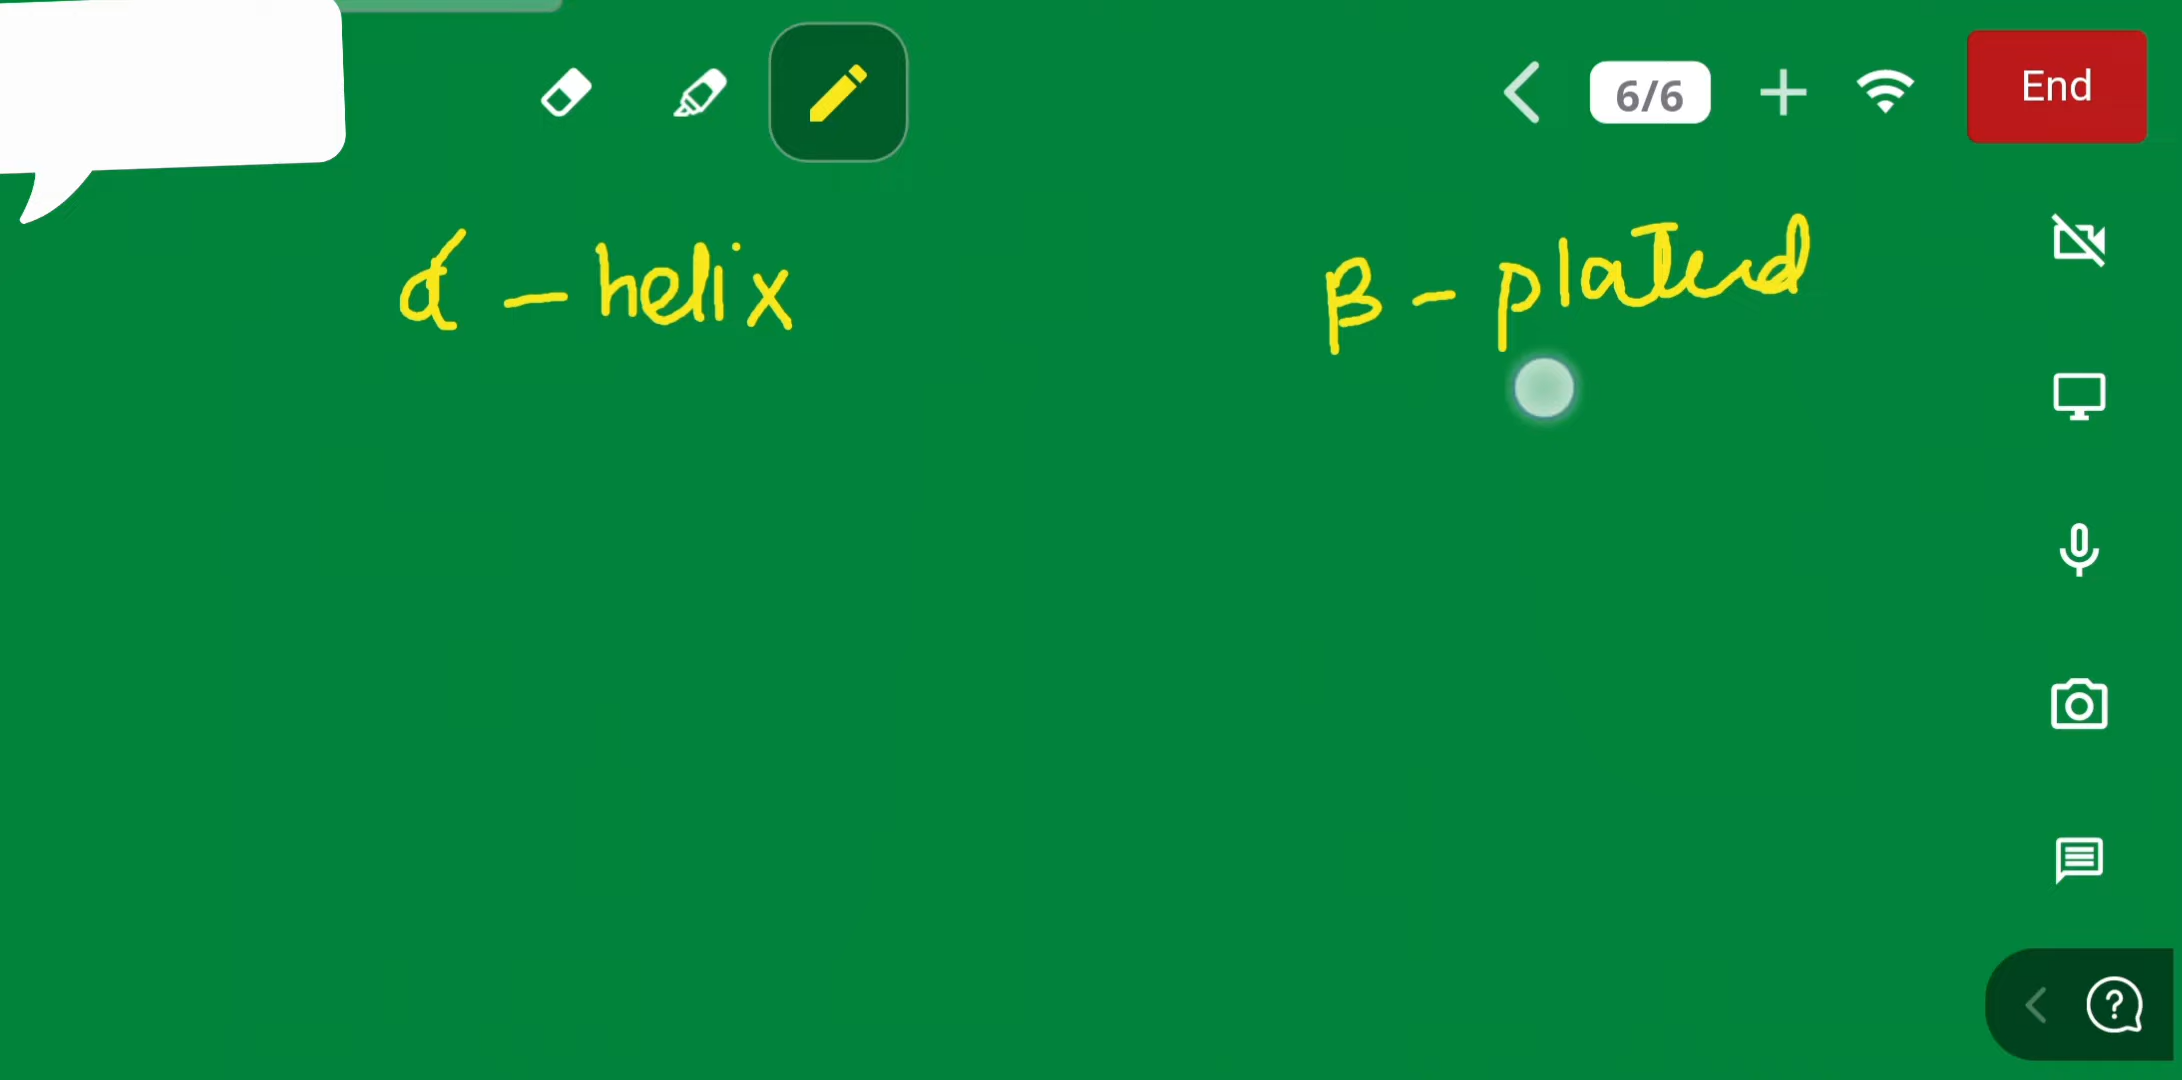 6/6
End
α - helix
β - plated